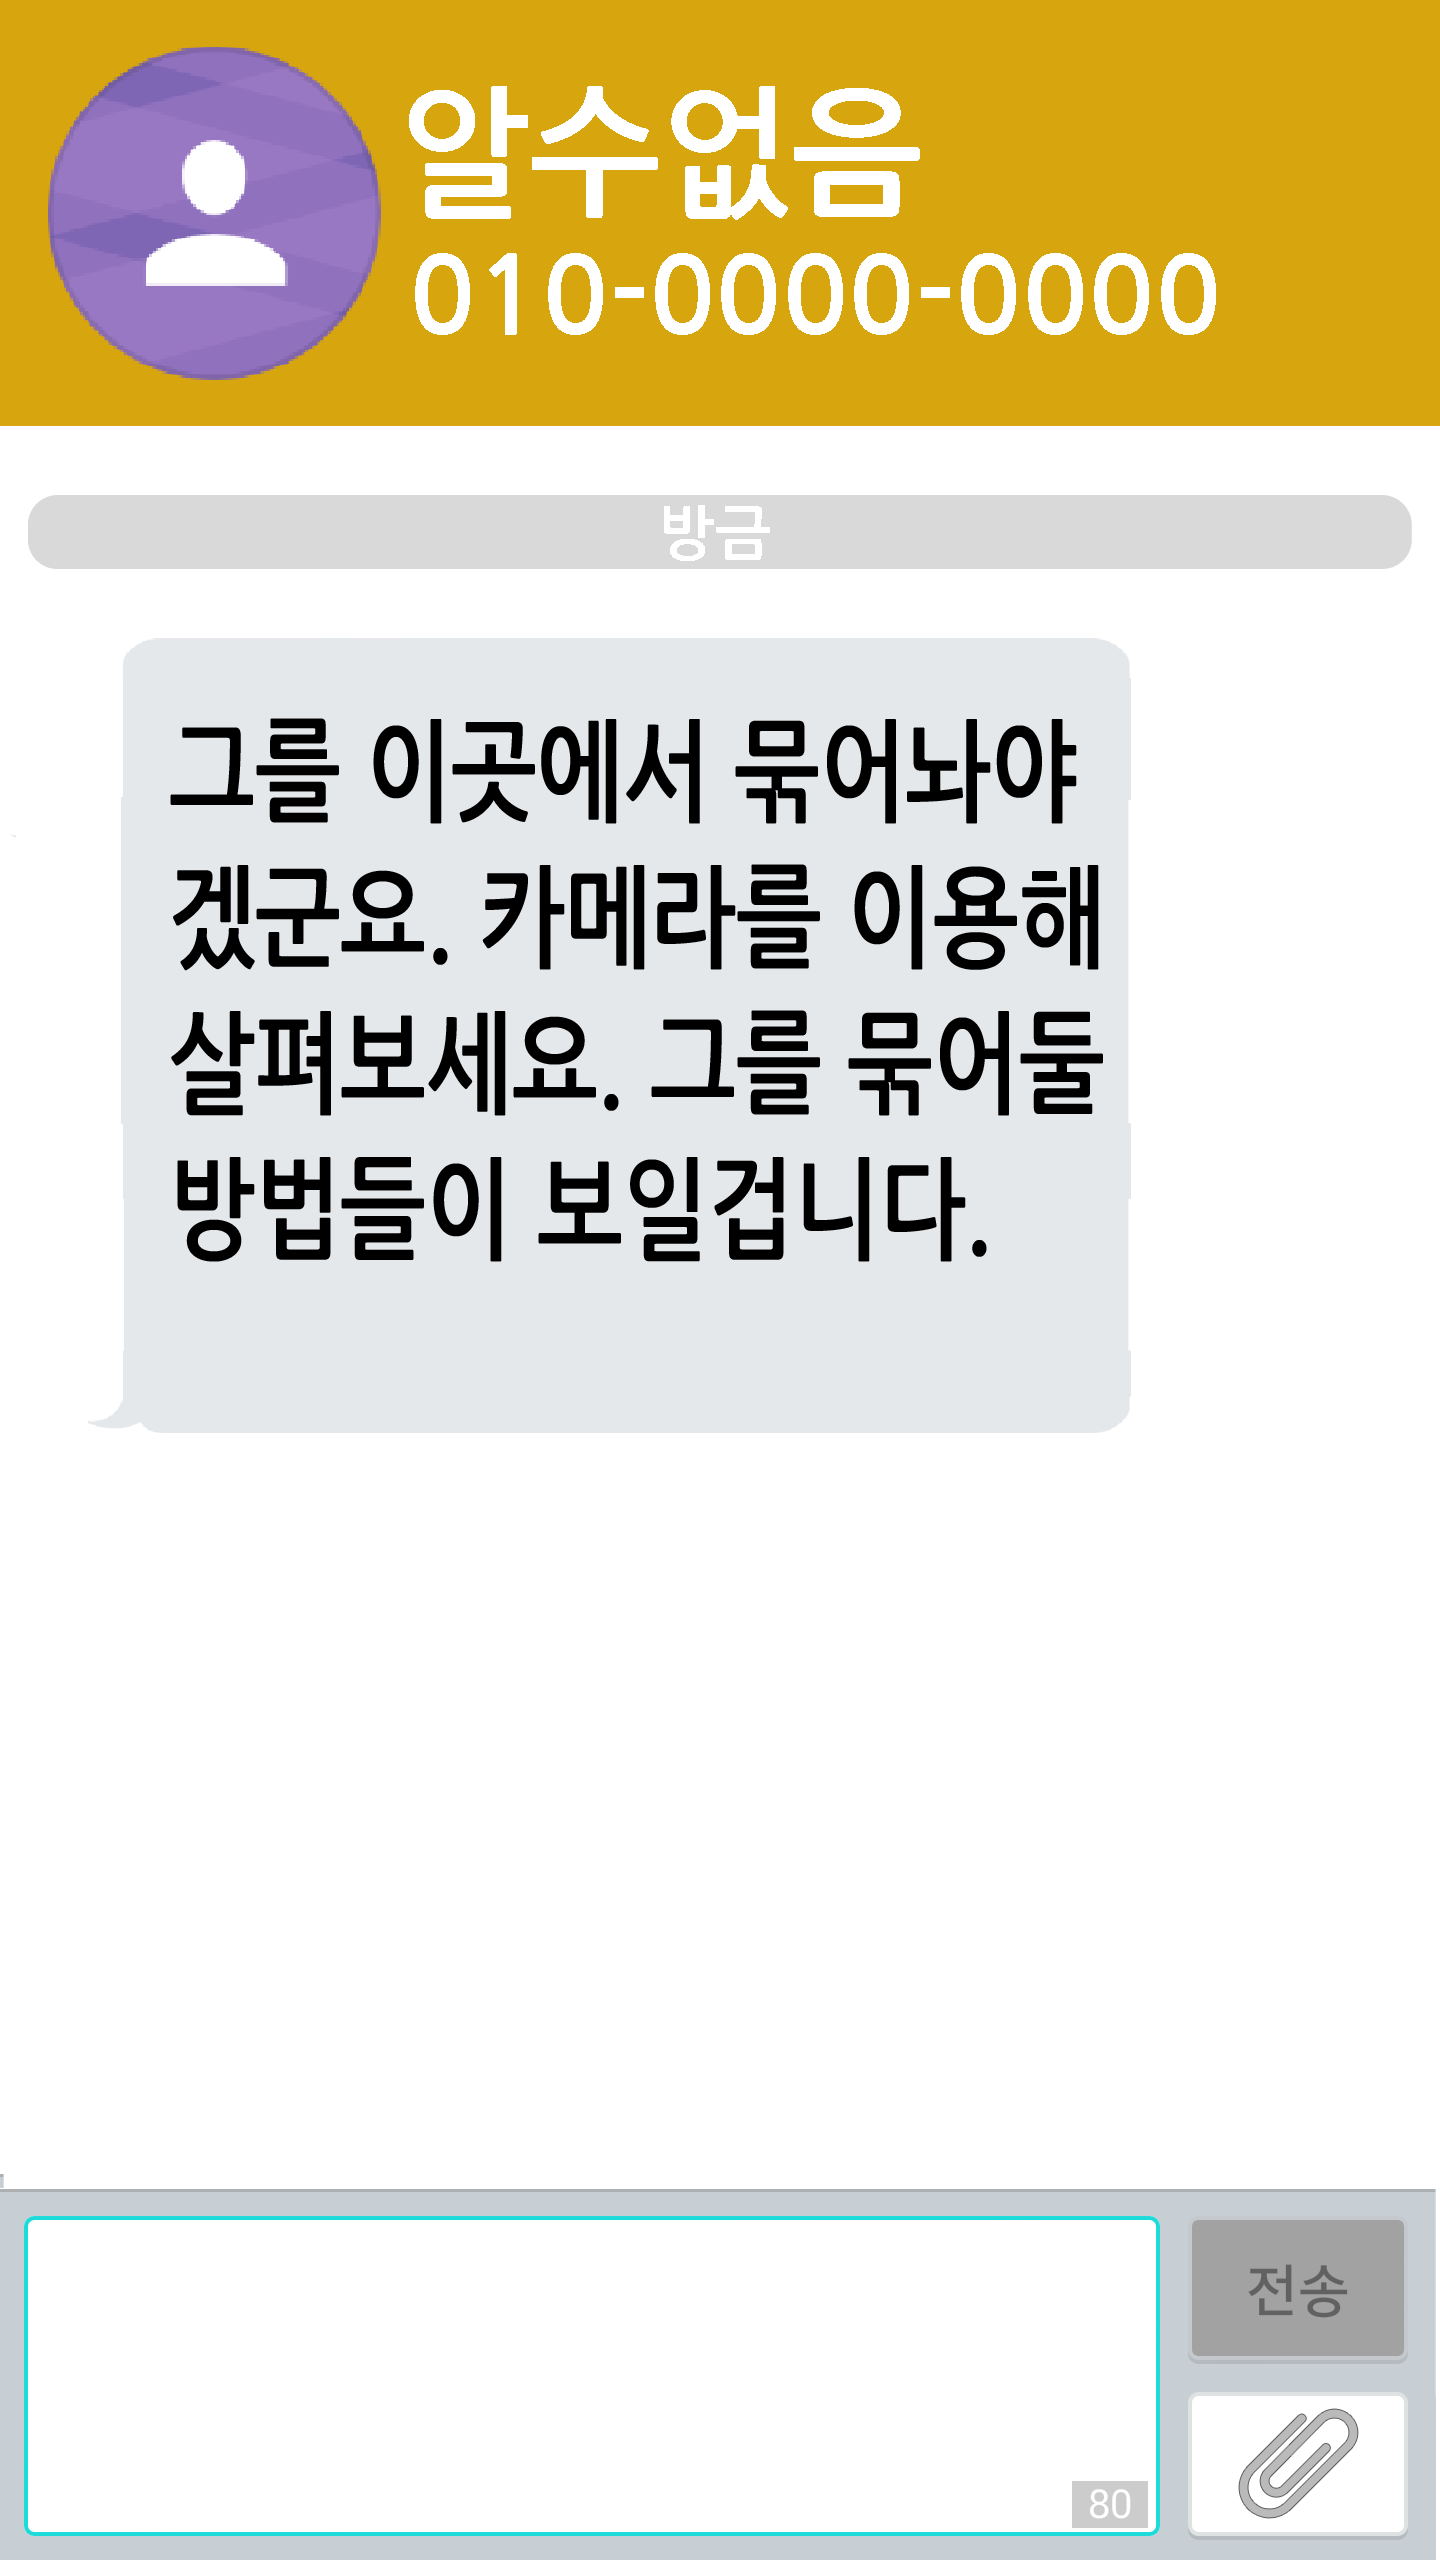 알수없음
010-0000-0000
방금
그를 이곳에서 묶어놔야
겠군요. 카메라를 이용해
살펴보세요. 그를 묶어둘
방법들이 보일겁니다.
전송
80